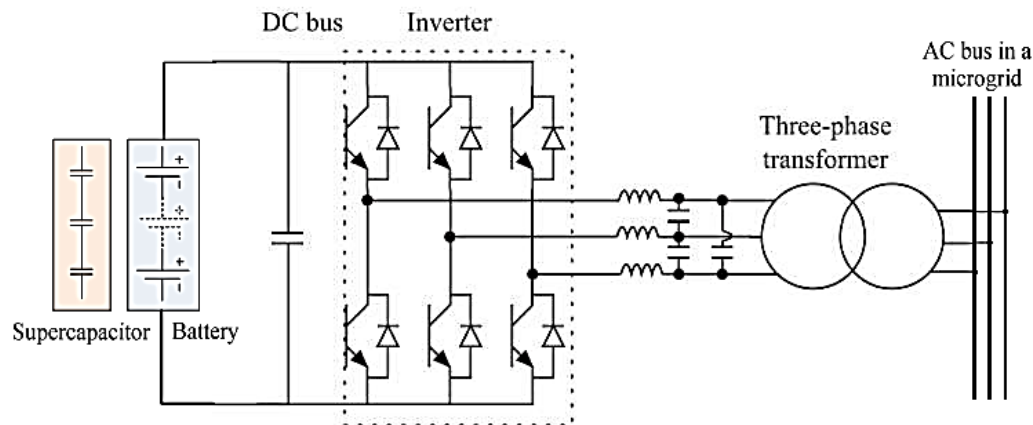 DC bus
Inverter
AC bus in a
microgrid
Three-phase
transformer
Supercapacitor
Battery